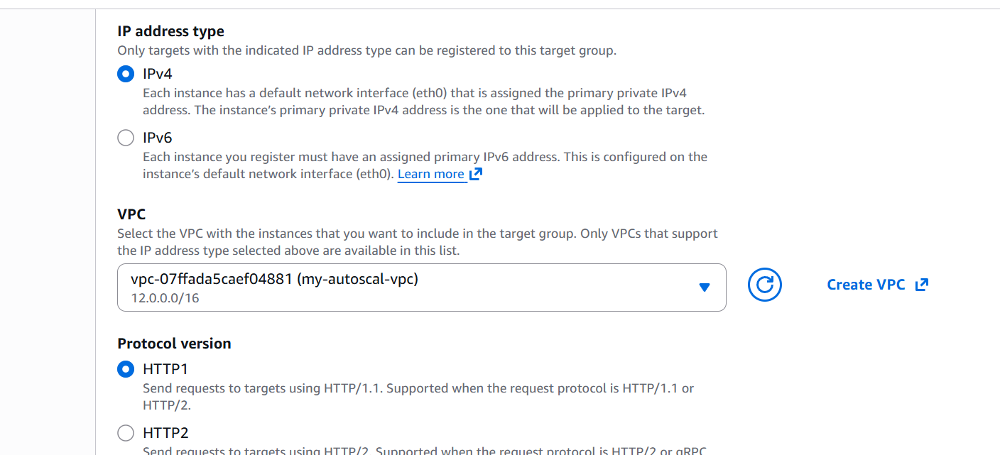 IP address type
Only targets with the indicated IP address type can be registered to this target group.
IPv4
Each instance has a default network interface (eth0) that is assigned the primary private IPv4
address. The instance’s primary private IPv4 address is the one that will be applied to the target.
IPv6
Each instance you register must have an assigned primary IPv6 address. This is configured on the
instance’s default network interface (eth0). Learn more
VPC
Select the VPC with the instances that you want to include in the target group. Only VPCs that support
the IP address type selected above are available in this list.
vpc-07ffada5caef04881 (my-autoscal-vpc)
12.0.0.0/16
Create VPC
Protocol version
HTTP1
Send requests to targets using HTTP/1.1. Supported when the request protocol is HTTP/1.1 or
HTTP/2.
HTTP2
Send requests to targets using HTTP/2. Supported when the request protocol is HTTP/2 or gRPC